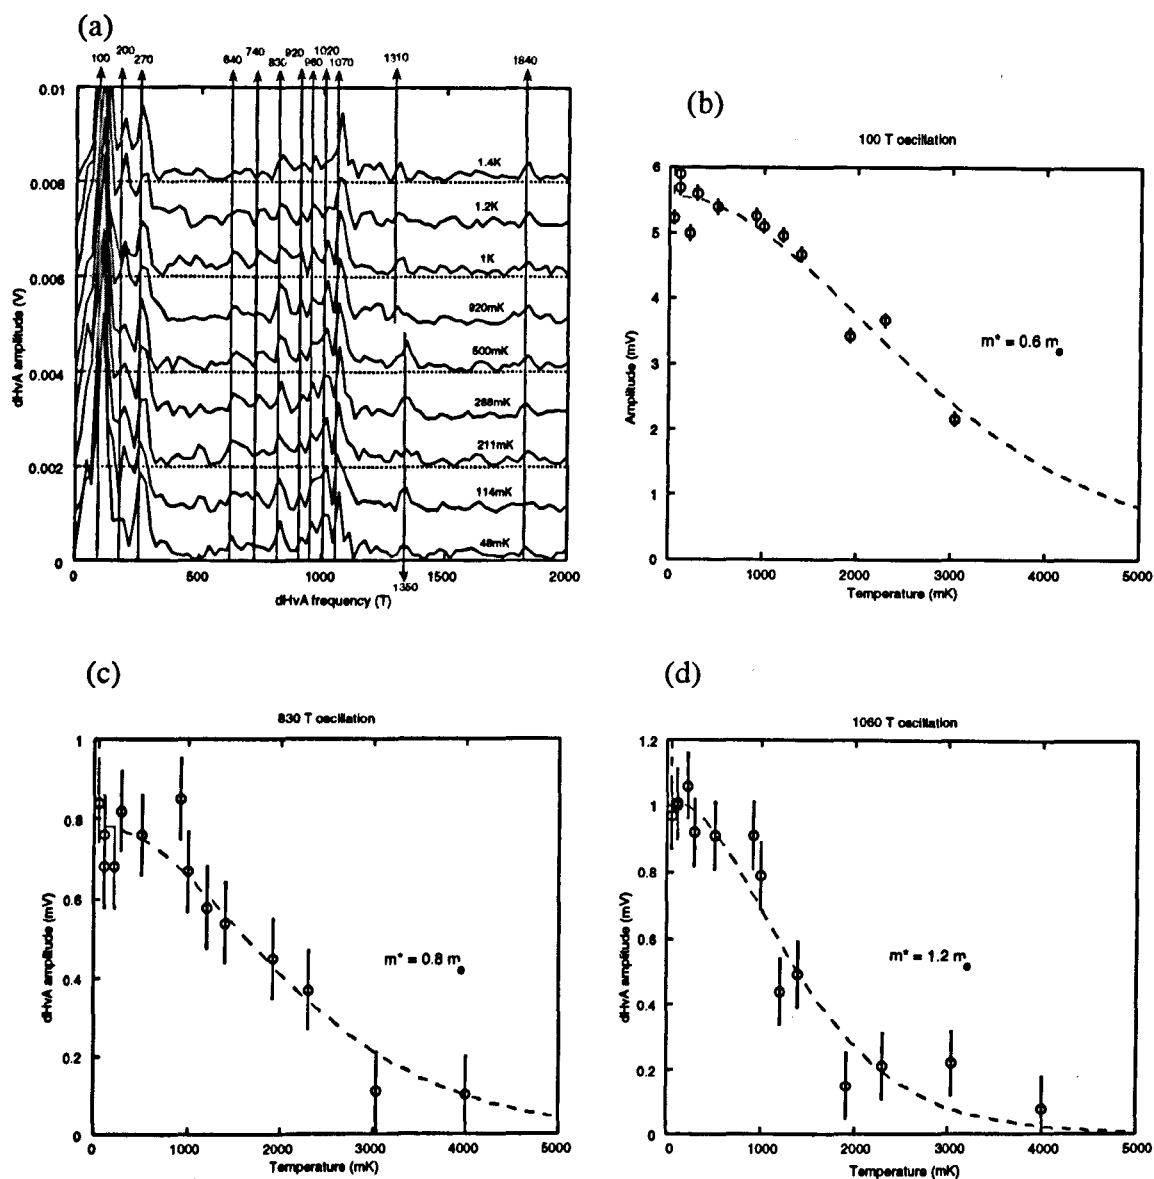 (a)
100 200 270 640 740 830 920 960 1020 1070 1310 1840
0.01
0.008
0.006
0.004
0.002
0
dHvA amplitude (V)
1.4K
1.2K
1K
920mK
500mK
288mK
211mK
114mK
48mK
0 500 1000 1500 2000
1350
dHvA frequency (T)
(b)
100 T oscillation
6
5
4
3
2
1
0
Amplitude (mV)
m* = 0.6 m e
0 1000 2000 3000 4000 5000
Temperature (mK)
(c)
830 T oscillation
1
0.8
0.6
0.4
0.2
0
dHvA amplitude (mV)
m* = 0.8 m e
0 1000 2000 3000 4000 5000
Temperature (mK)
(d)
1060 T oscillation
1.2
1
0.8
0.6
0.4
0.2
0
dHvA amplitude (mV)
m* = 1.2 m e
0 1000 2000 3000 4000 5000
Temperature (mK)